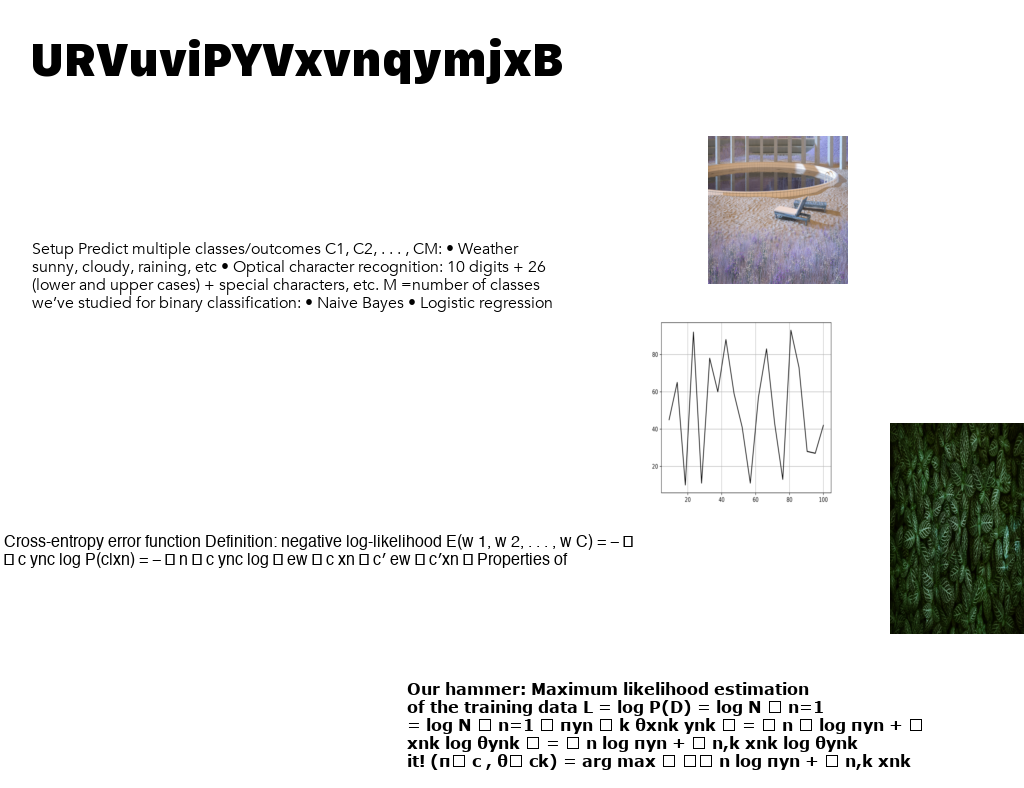 URVuviPYVxvnqymjxB
Setup Predict multiple classes/outcomes C1, C2, . . . , CM: • Weather
sunny, cloudy, raining, etc • Optical character recognition: 10 digits + 26
(lower and upper cases) + special characters, etc. M =number of classes
we’ve studied for binary classification: • Naive Bayes • Logistic regression
80
60
40
20
20 40 60 80 100
Cross-entropy error function Definition: negative log-likelihood E(w 1, w 2, . . . , w C) = – □
□ c ync log P(c|xn) = – □ n □ c ync log □ ew □ c xn □ c′ ew □ c′xn □ Properties of
Our hammer: Maximum likelihood estimation
of the training data L = log P(D) = log N □ n=1
= log N □ n=1 □ πyn □ k θxnk ynk □ = □ n □ log πyn + □
xnk log θynk □ = □ n log πyn + □ n,k xnk log θynk
it! (π□ c , θ□ ck) = arg max □ □□ n log πyn + □ n,k xnk